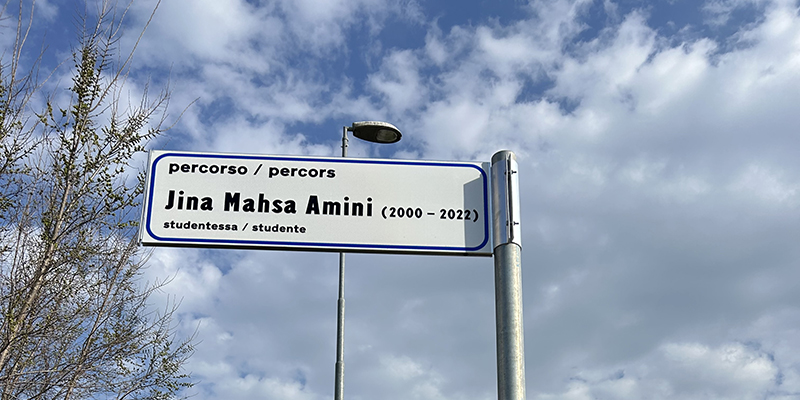 percorso / percors
Jina Mahsa Amini (2000 – 2022)
studentessa / studente